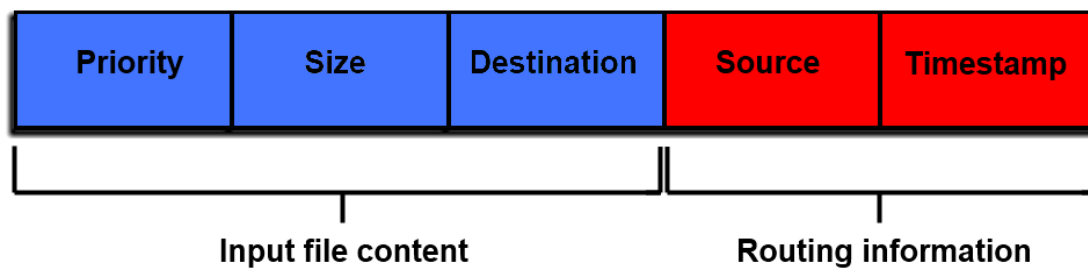 Priority
Size
Destination
Source
Timestamp
Input file content
Routing information